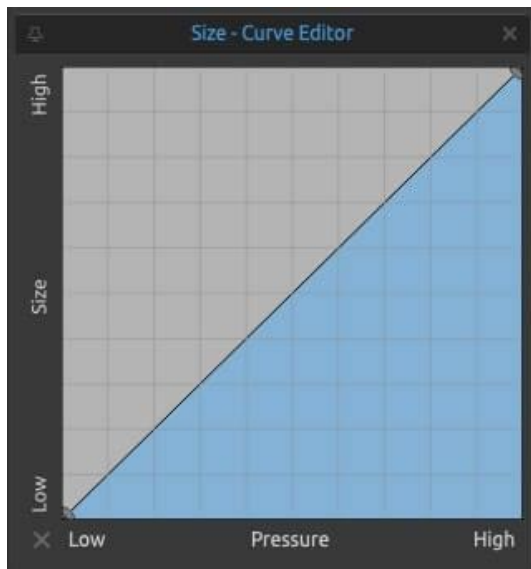 Size - Curve Editor
High
Size
Low
Low Pressure High